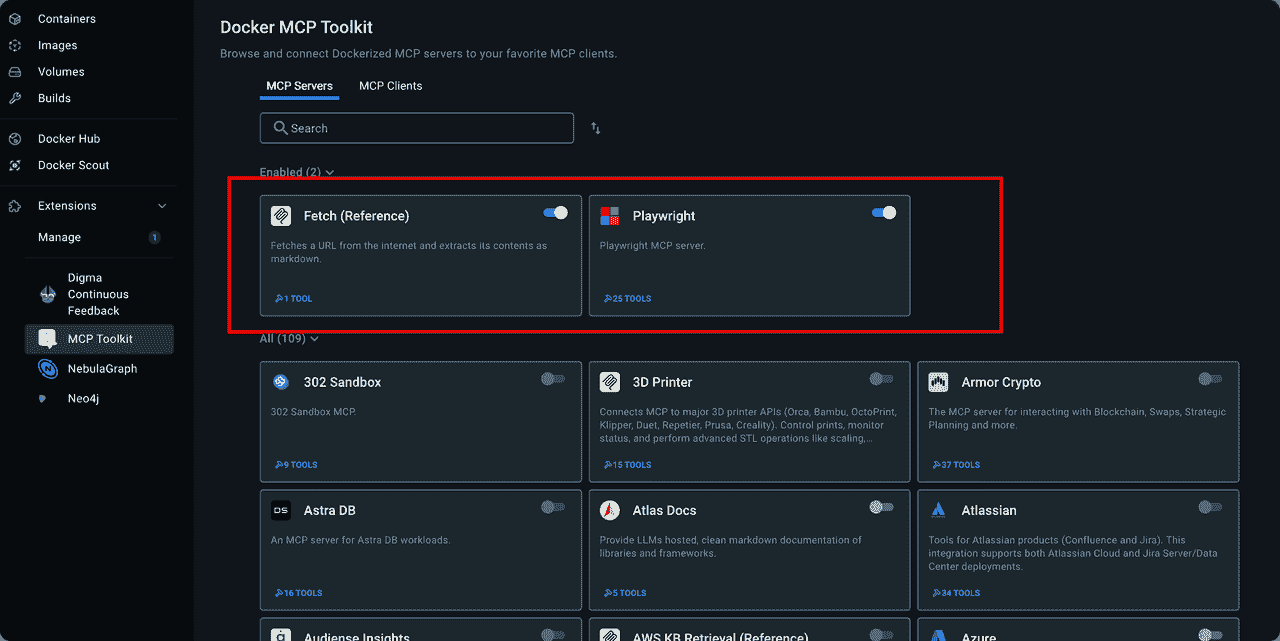 Containers
Images
Volumes
Builds
Docker Hub
Docker Scout
Extensions
Manage
1
Digma
Continuous
Feedback
MCP Toolkit
NebulaGraph
Neo4j
Docker MCP Toolkit
Browse and connect Dockerized MCP servers to your favorite MCP clients.
MCP Servers
MCP Clients
Search
Enabled (2)
Fetch (Reference)
Fetches a URL from the internet and extracts its contents as
markdown.
1 TOOL
Playwright
Playwright MCP server.
25 TOOLS
All (109)
302 Sandbox
302 Sandbox MCP.
9 TOOLS
3D Printer
Connects MCP to major 3D printer APIs (Orca, Bambu, OctoPrint,
Klipper, Duet, Repetier, Prusa, Creality). Control prints, monitor
status, and perform advanced STL operations like scaling,...
15 TOOLS
Armor Crypto
The MCP server for interacting with Blockchain, Swaps, Strategic
Planning and more.
37 TOOLS
DS
Astra DB
An MCP server for Astra DB workloads.
16 TOOLS
Atlas Docs
Provide LLMs hosted, clean markdown documentation of
libraries and frameworks.
5 TOOLS
Atlassian
Tools for Atlassian products (Confluence and Jira). This
integration supports both Atlassian Cloud and Jira Server/Data
Center deployments.
34 TOOLS
Audiense Insights
AWS KB Retrieval (Reference)
Azure